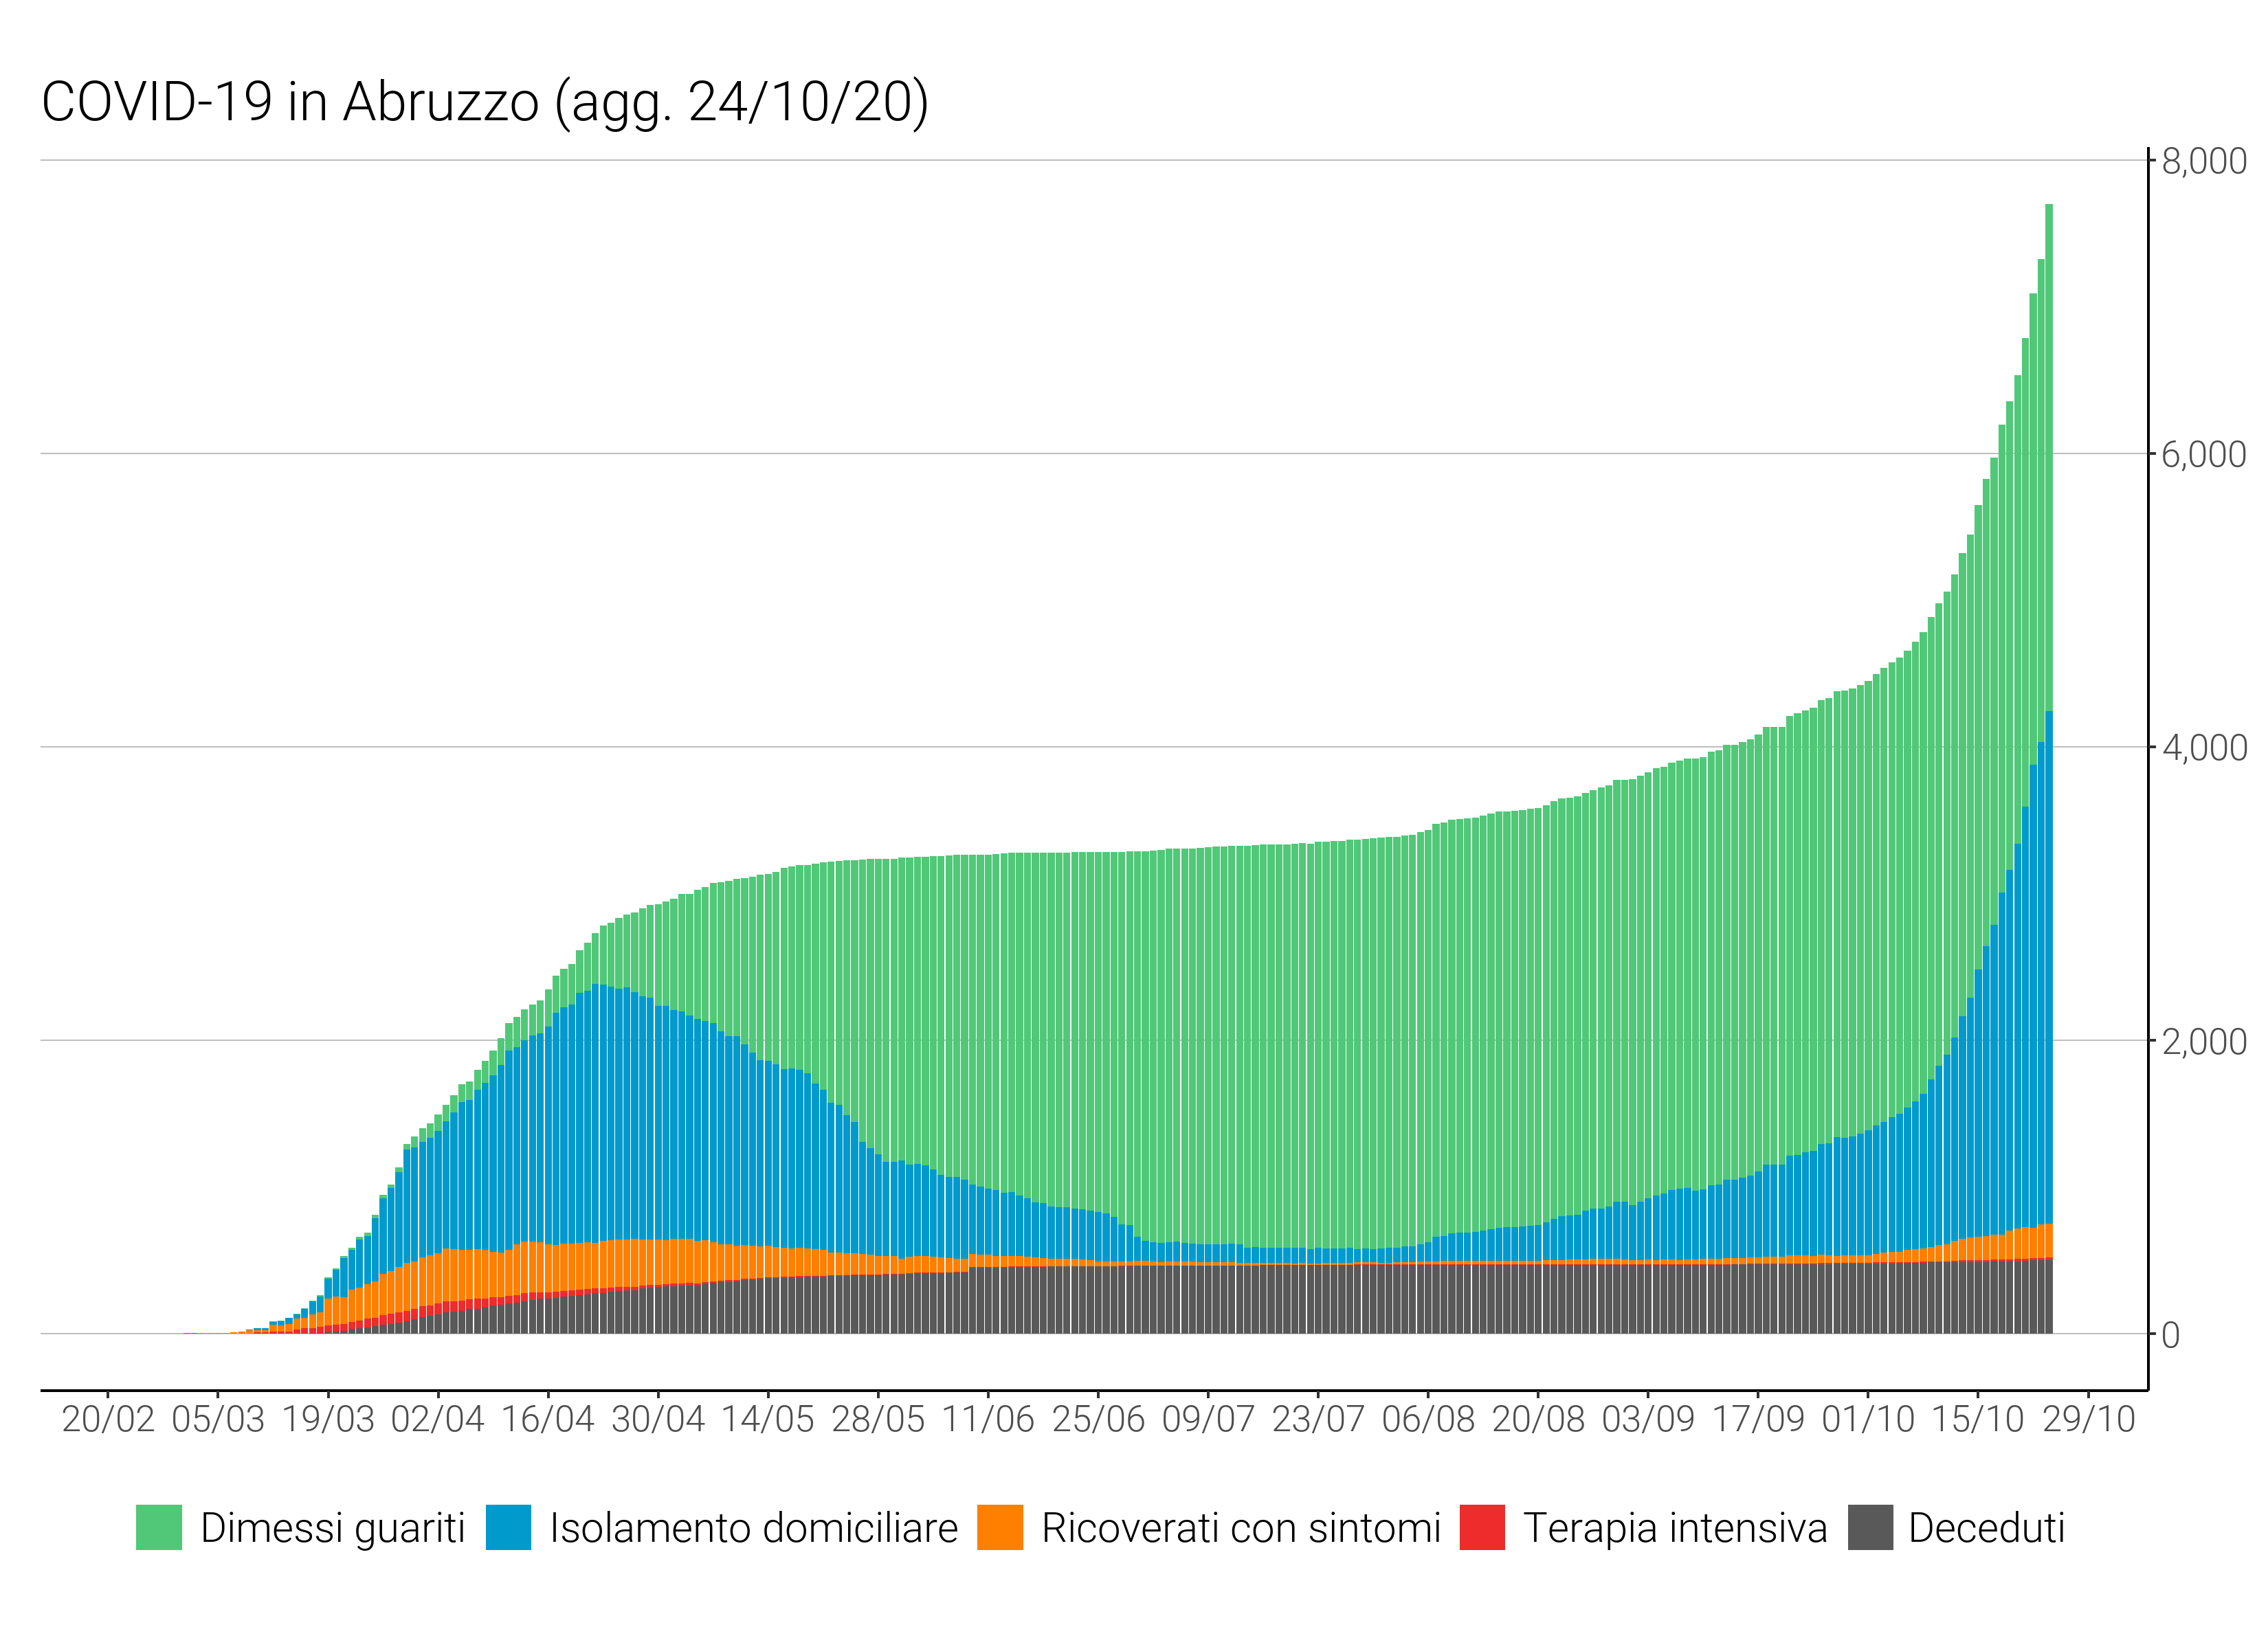 COVID-19 in Abruzzo (agg. 24/10/20)
8,000
6,000
4,000
2,000
0
20/02 05/03 19/03 02/04 16/04 30/04 14/05 28/05 11/06 25/06 09/07 23/07 06/08 20/08 03/09 17/09 01/10 15/10 29/10
Dimessi guariti Isolamento domiciliare Ricoverati con sintomi Terapia intensiva Deceduti